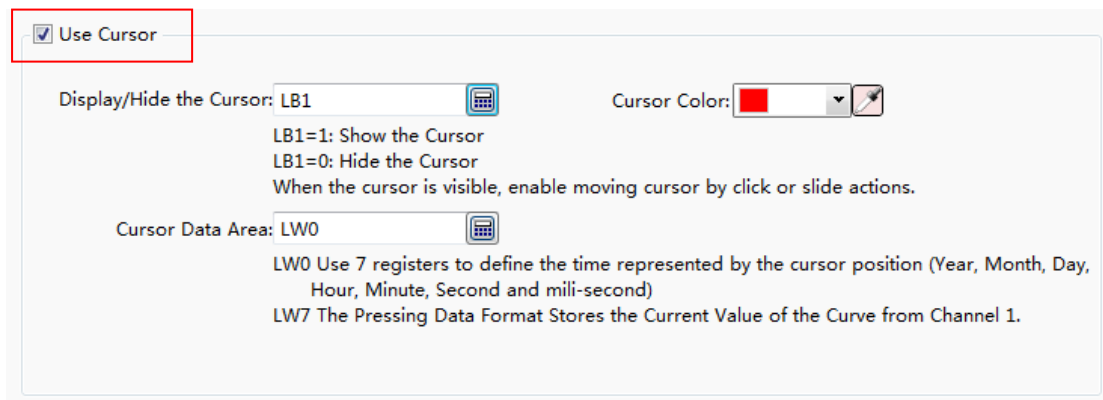 Use Cursor
Display/Hide the Cursor: LB1 Cursor Color:
LB1=1: Show the Cursor
LB1=0: Hide the Cursor
When the cursor is visible, enable moving cursor by click or slide actions.
Cursor Data Area: LW0
LW0 Use 7 registers to define the time represented by the cursor position (Year, Month, Day,
Hour, Minute, Second and mili-second)
LW7 The Pressing Data Format Stores the Current Value of the Curve from Channel 1.